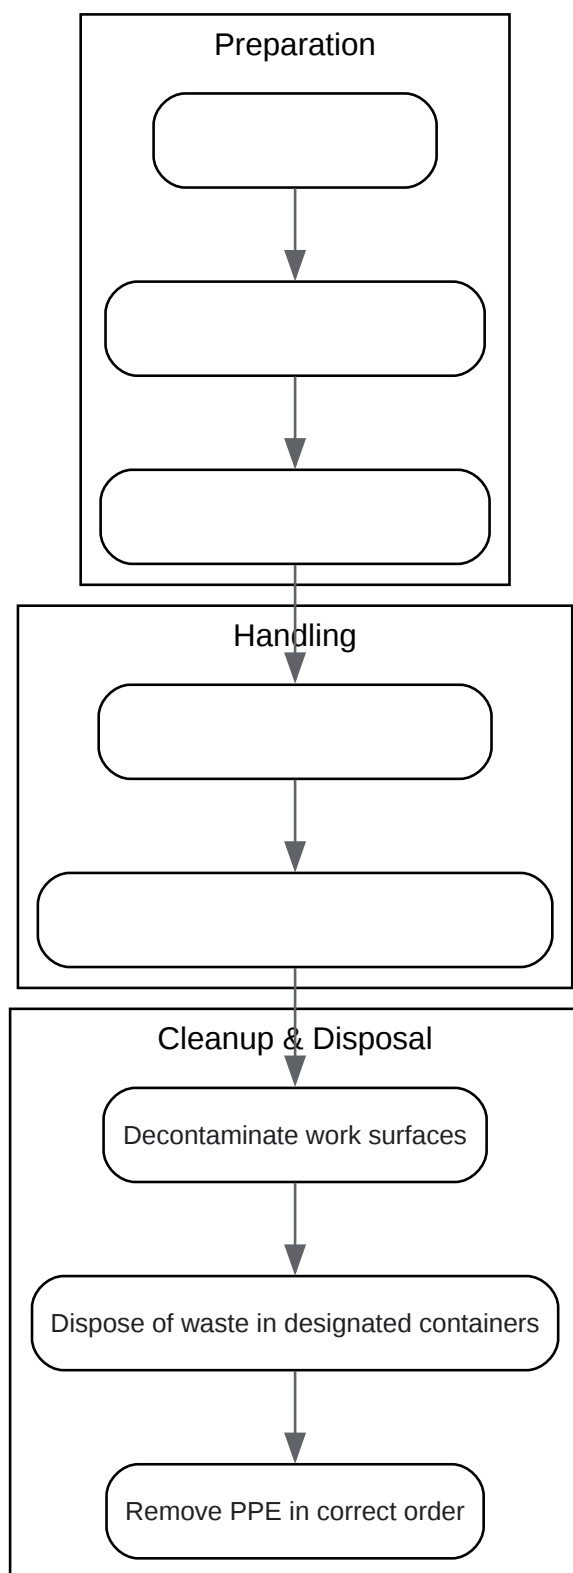 Preparation
Handling
Cleanup & Disposal
Decontaminate work surfaces
Dispose of waste in designated containers
Remove PPE in correct order